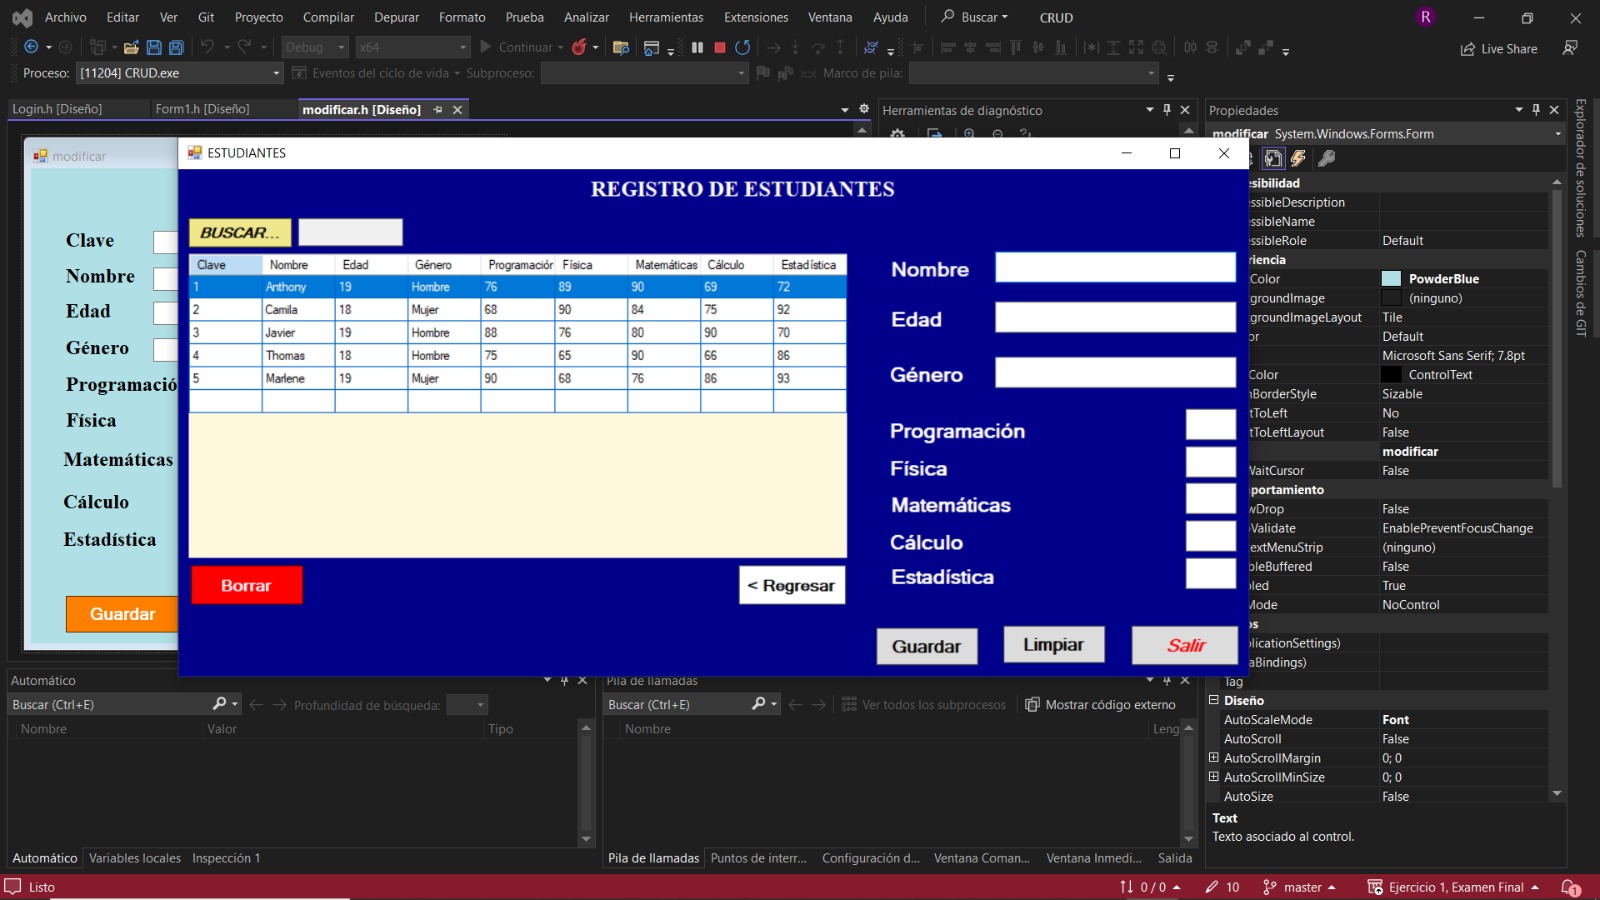 Archivo Editar Ver Git Proyecto Compilar Depurar Formato Prueba Analizar Herramientas Extensiones Ventana Ayuda Buscar CRUD R
Debug x64 Continuar Live Share
Proceso: [11204] CRUD.exe Eventos del ciclo de vida Subproceso: Marco de pila:
Login.h [Diseño] Form1.h [Diseño] modificar.h [Diseño] Herramientas de diagnóstico Propiedades
modificar System.Windows.Forms.Form
modificar
ESTUDIANTES
REGISTRO DE ESTUDIANTES
BUSCAR...
Clave Nombre Edad Género Programación Física Matemáticas Cálculo Estadística
1 Anthony 19 Hombre 76 89 90 69 72
2 Camila 18 Mujer 68 90 84 75 92
3 Javier 19 Hombre 88 76 80 90 70
4 Thomas 18 Hombre 75 65 90 66 86
5 Marlene 19 Mujer 90 68 76 86 93
Borrar
< Regresar
Nombre
Edad
Género
Programación
Física
Matemáticas
Cálculo
Estadística
Guardar Limpiar Salir
Clave
Nombre
Edad
Género
Programació
Física
Matemáticas
Cálculo
Estadística
Guardar
esibilidad
essibleDescription
essibleName
essibleRole Default
riencia
Color PowderBlue
groundImage (ninguno)
groundImageLayout Tile
or Default
Microsoft Sans Serif; 7.8pt
Color ControlText
nBorderStyle Sizable
tToLeft No
tToLeftLayout False
modificar
WaitCursor False
portamiento
wDrop False
Validate EnablePreventFocusChange
extMenuStrip (ninguno)
bleBuffered False
bled True
Mode NoControl
os
plicationSettings)
aBindings)
Tag
Diseño
AutoScaleMode Font
AutoScroll False
AutoScrollMargin 0; 0
AutoScrollMinSize 0; 0
AutoSize False
Text
Texto asociado al control.
Explorador de soluciones
Cambios de GIT
Automático
Buscar (Ctrl+E) Profundidad de búsqueda:
Nombre Valor Tipo
Automático Variables locales Inspección 1
Pila de llamadas
Buscar (Ctrl+E) Ver todos los subprocesos Mostrar código externo
Nombre Leng
Pila de llamadas Puntos de interr... Configuración d... Ventana Coman... Ventana Inmedi... Salida
Listo 0 / 0 10 master Ejercicio 1, Examen Final 1